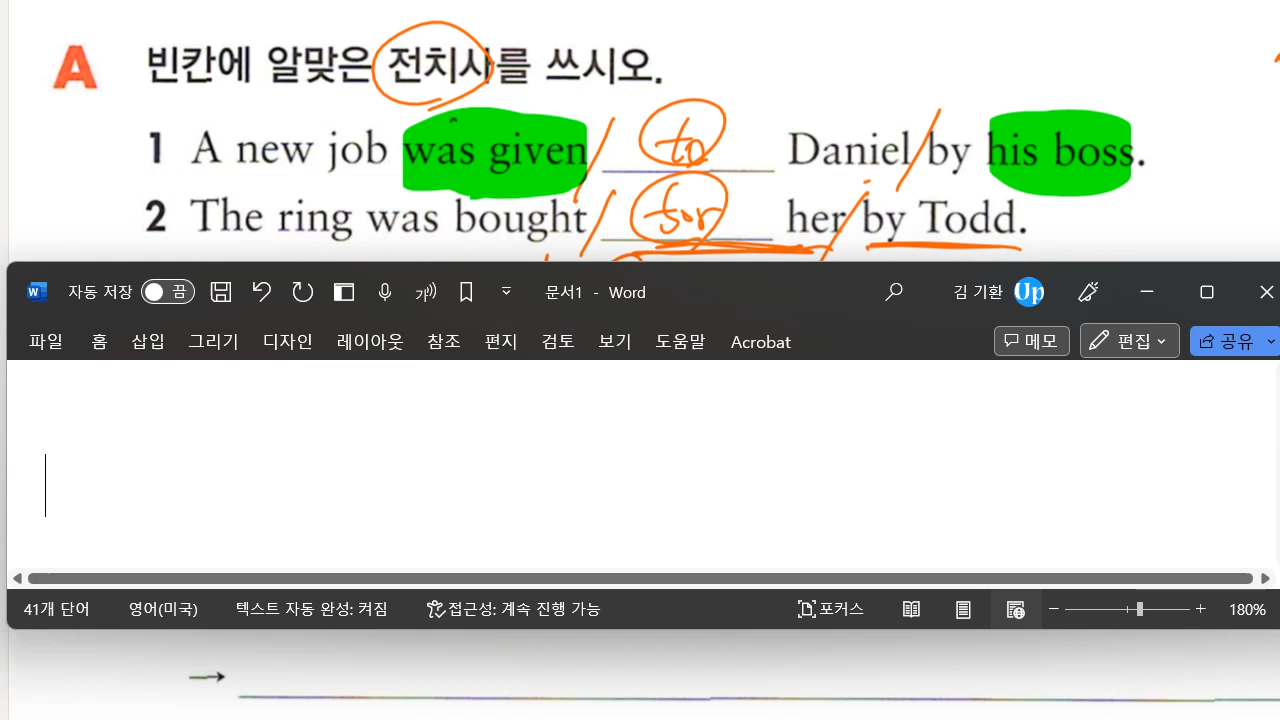 A 빈칸에 알맞은 전치사를 쓰시오.
1 A new job was given to Daniel by his boss.
2 The ring was bought for her by Todd.
자동 저장 끔 가)) 문서1 - Word 김 기환 Up
파일 홈 삽입 그리기 디자인 레이아웃 참조 편지 검토 보기 도움말 Acrobat 메모 편집 공유
41개 단어 영어(미국) 텍스트 자동 완성: 켜짐 접근성: 계속 진행 가능 포커스 180%